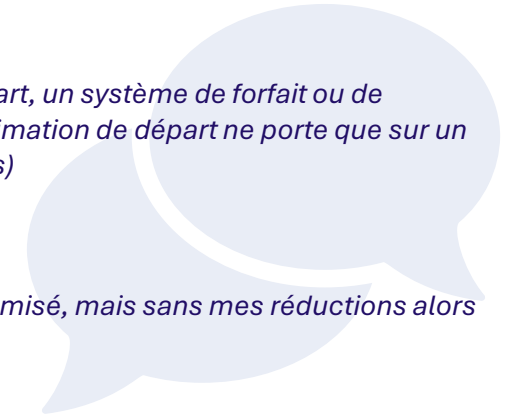 art, un système de forfait ou de
imation de départ ne porte que sur un
s)
misé, mais sans mes réductions alors